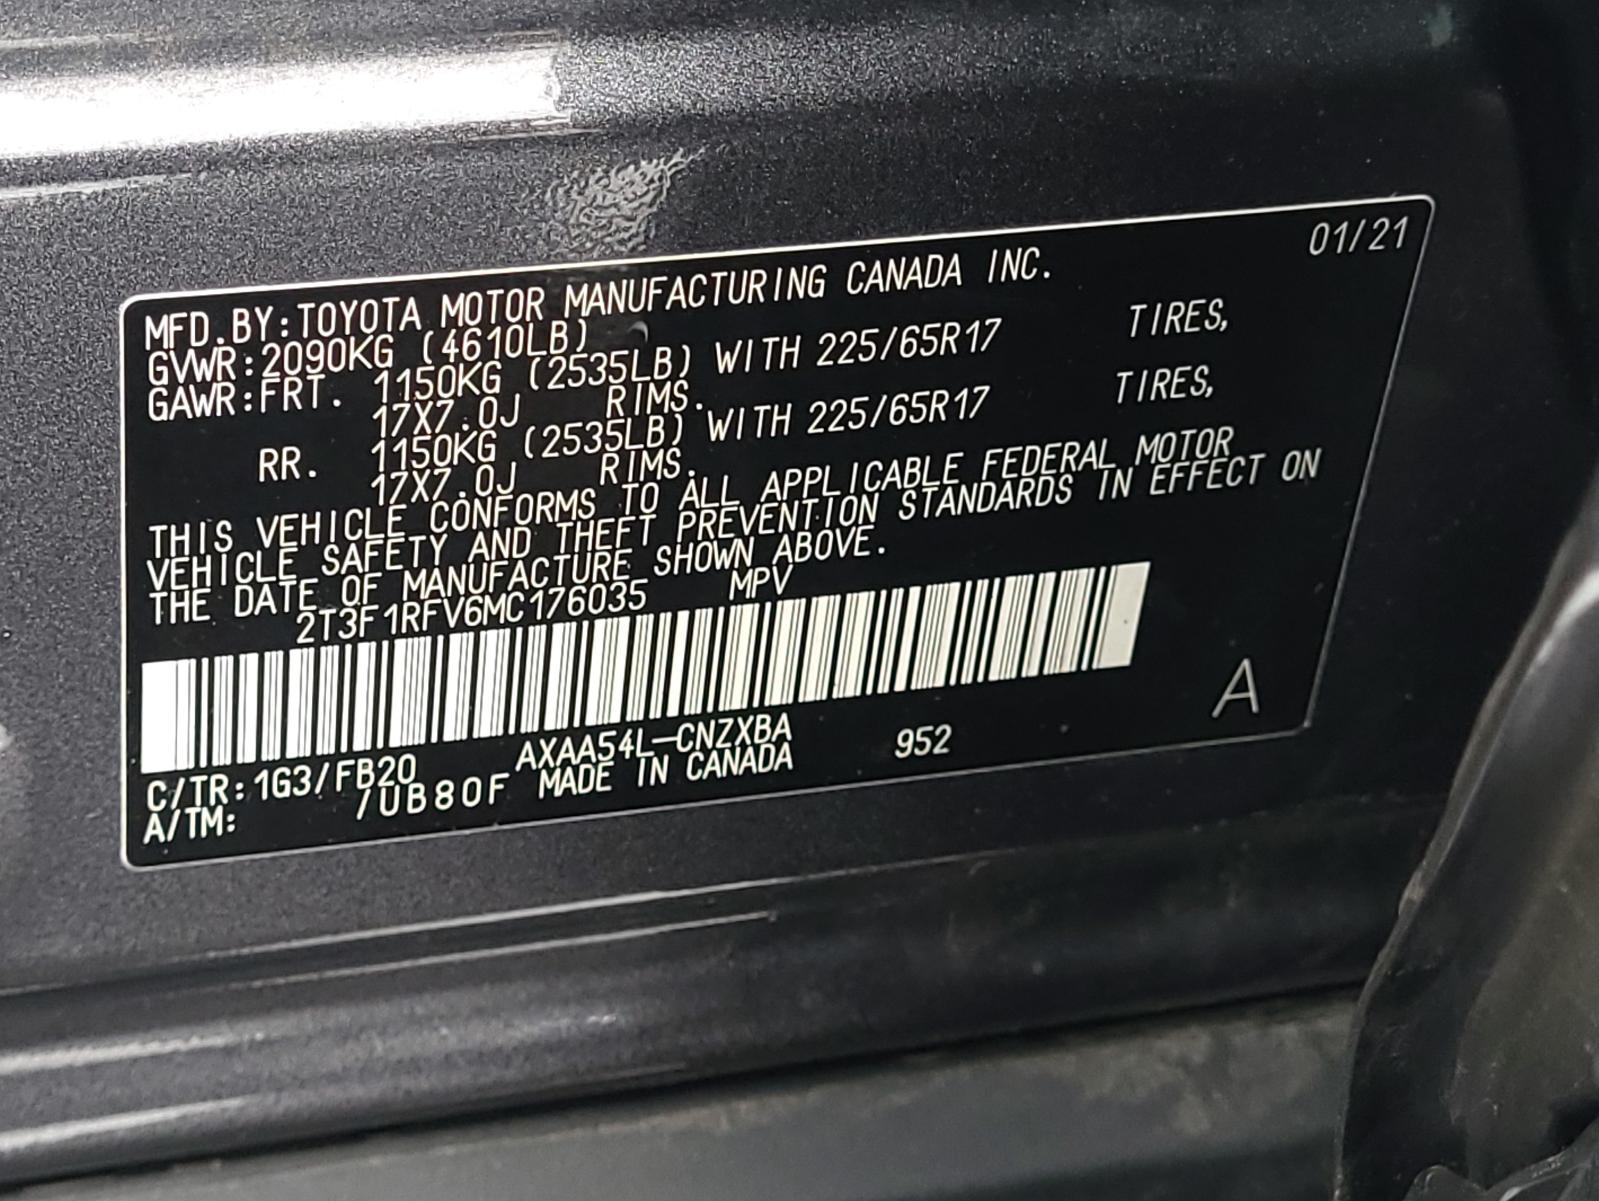 01/21
MFD.BY:TOYOTA MOTOR MANUFACTURING CANADA INC.
GVWR:2090KG (4610LB)
GAWR:FRT. 1150KG (2535LB) WITH 225/65R17 TIRES,
17X7.0J RIMS.
RR. 1150KG (2535LB) WITH 225/65R17 TIRES,
17X7.0J RIMS.
THIS VEHICLE CONFORMS TO ALL APPLICABLE FEDERAL MOTOR
VEHICLE SAFETY AND THEFT PREVENTION STANDARDS IN EFFECT ON
THE DATE OF MANUFACTURE SHOWN ABOVE.
2T3F1RFV6MC176035 MPV
C/TR:1G3/FB20 AXAA54L-CNZXBA 952 A
A/TM: /UB80F MADE IN CANADA